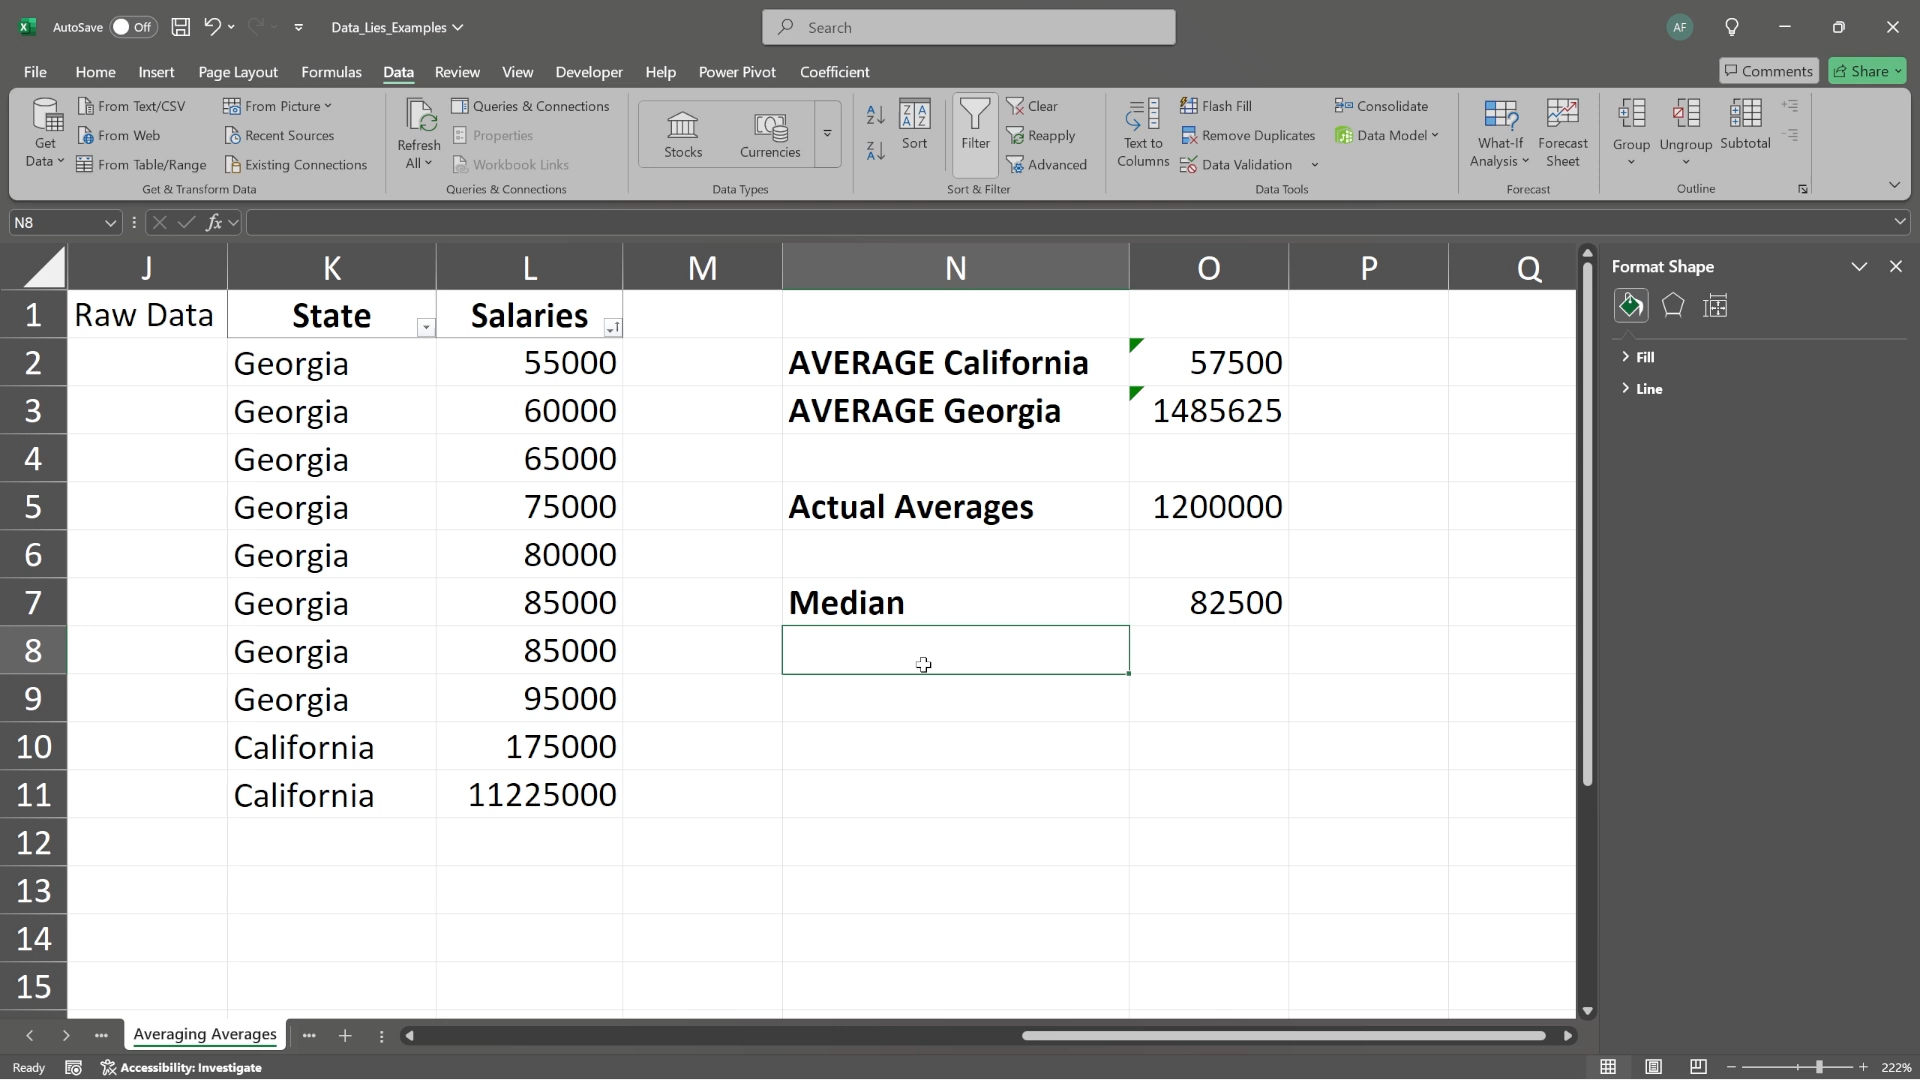 AutoSave Off Data_Lies_Examples Search AF
File Home Insert Page Layout Formulas Data Review View Developer Help Power Pivot Coefficient Comments Share
Get Data
From Text/CSV
From Web
From Table/Range
From Picture
Recent Sources
Existing Connections
Get & Transform Data
Refresh All
Queries & Connections
Properties
Workbook Links
Queries & Connections
Stocks Currencies
Data Types
Sort
Filter
Clear
Reapply
Advanced
Sort & Filter
Text to Columns
Flash Fill
Remove Duplicates
Data Validation
Consolidate
Data Model
Data Tools
What-If Analysis
Forecast Sheet
Forecast
Group Ungroup Subtotal
Outline
N8 fx
J K L M N O P Q
1 Raw Data State Salaries
2 Georgia 55000 AVERAGE California 57500
3 Georgia 60000 AVERAGE Georgia 1485625
4 Georgia 65000
5 Georgia 75000 Actual Averages 1200000
6 Georgia 80000
7 Georgia 85000 Median 82500
8 Georgia 85000
9 Georgia 95000
10 California 175000
11 California 11225000
12
13
14
15
Format Shape
Fill
Line
Averaging Averages
Ready Accessibility: Investigate 222%